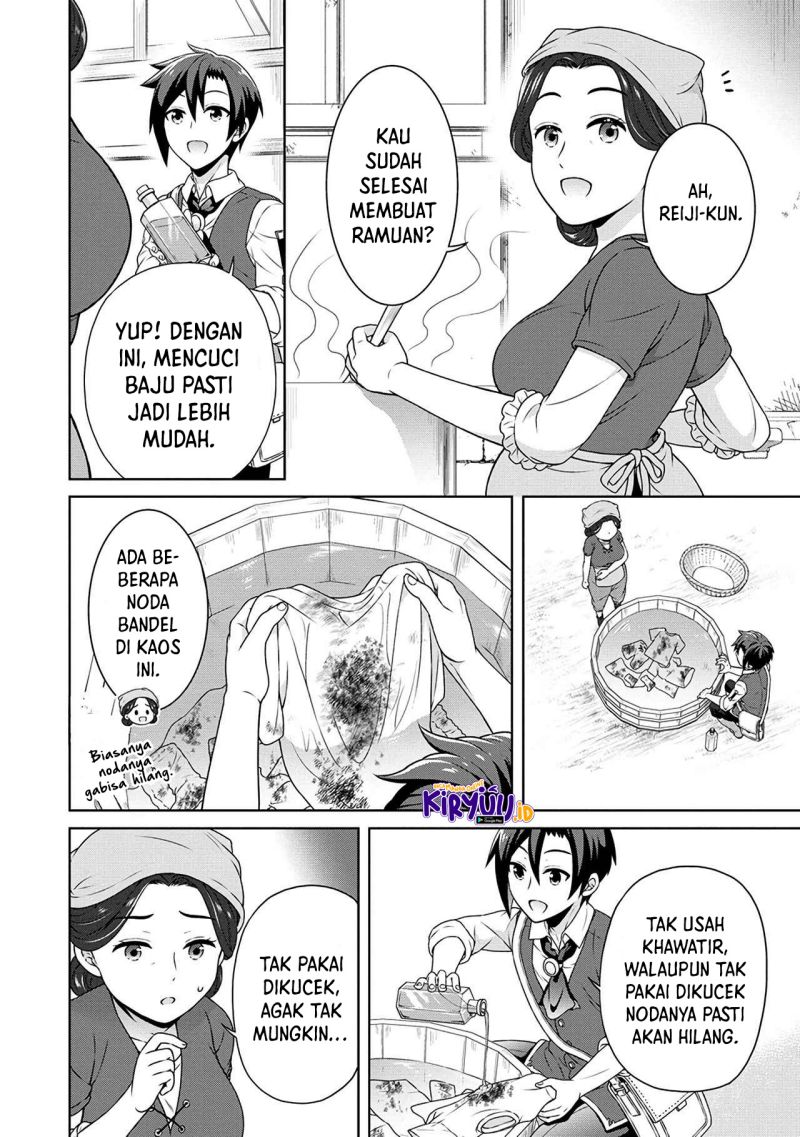 AH,
REIJI-KUN.
KAU
SUDAH
SELESAI
MEMBUAT
RAMUAN?
YUP! DENGAN
INI, MENCUCI
BAJU PASTI
JADI LEBIH
MUDAH.
ADA BE-
BERAPA
NODA
BANDEL
DI KAOS
INI.
Biasanya
nodanya
gabisa hilang.
KIRYUU.ID
Google Play
TAK USAH
KHAWATIR,
WALAUPUN TAK
PAKAI DIKUCEK
NODANYA PASTI
AKAN HILANG.
TAK PAKAI
DIKUCEK,
AGAK TAK
MUNGKIN...